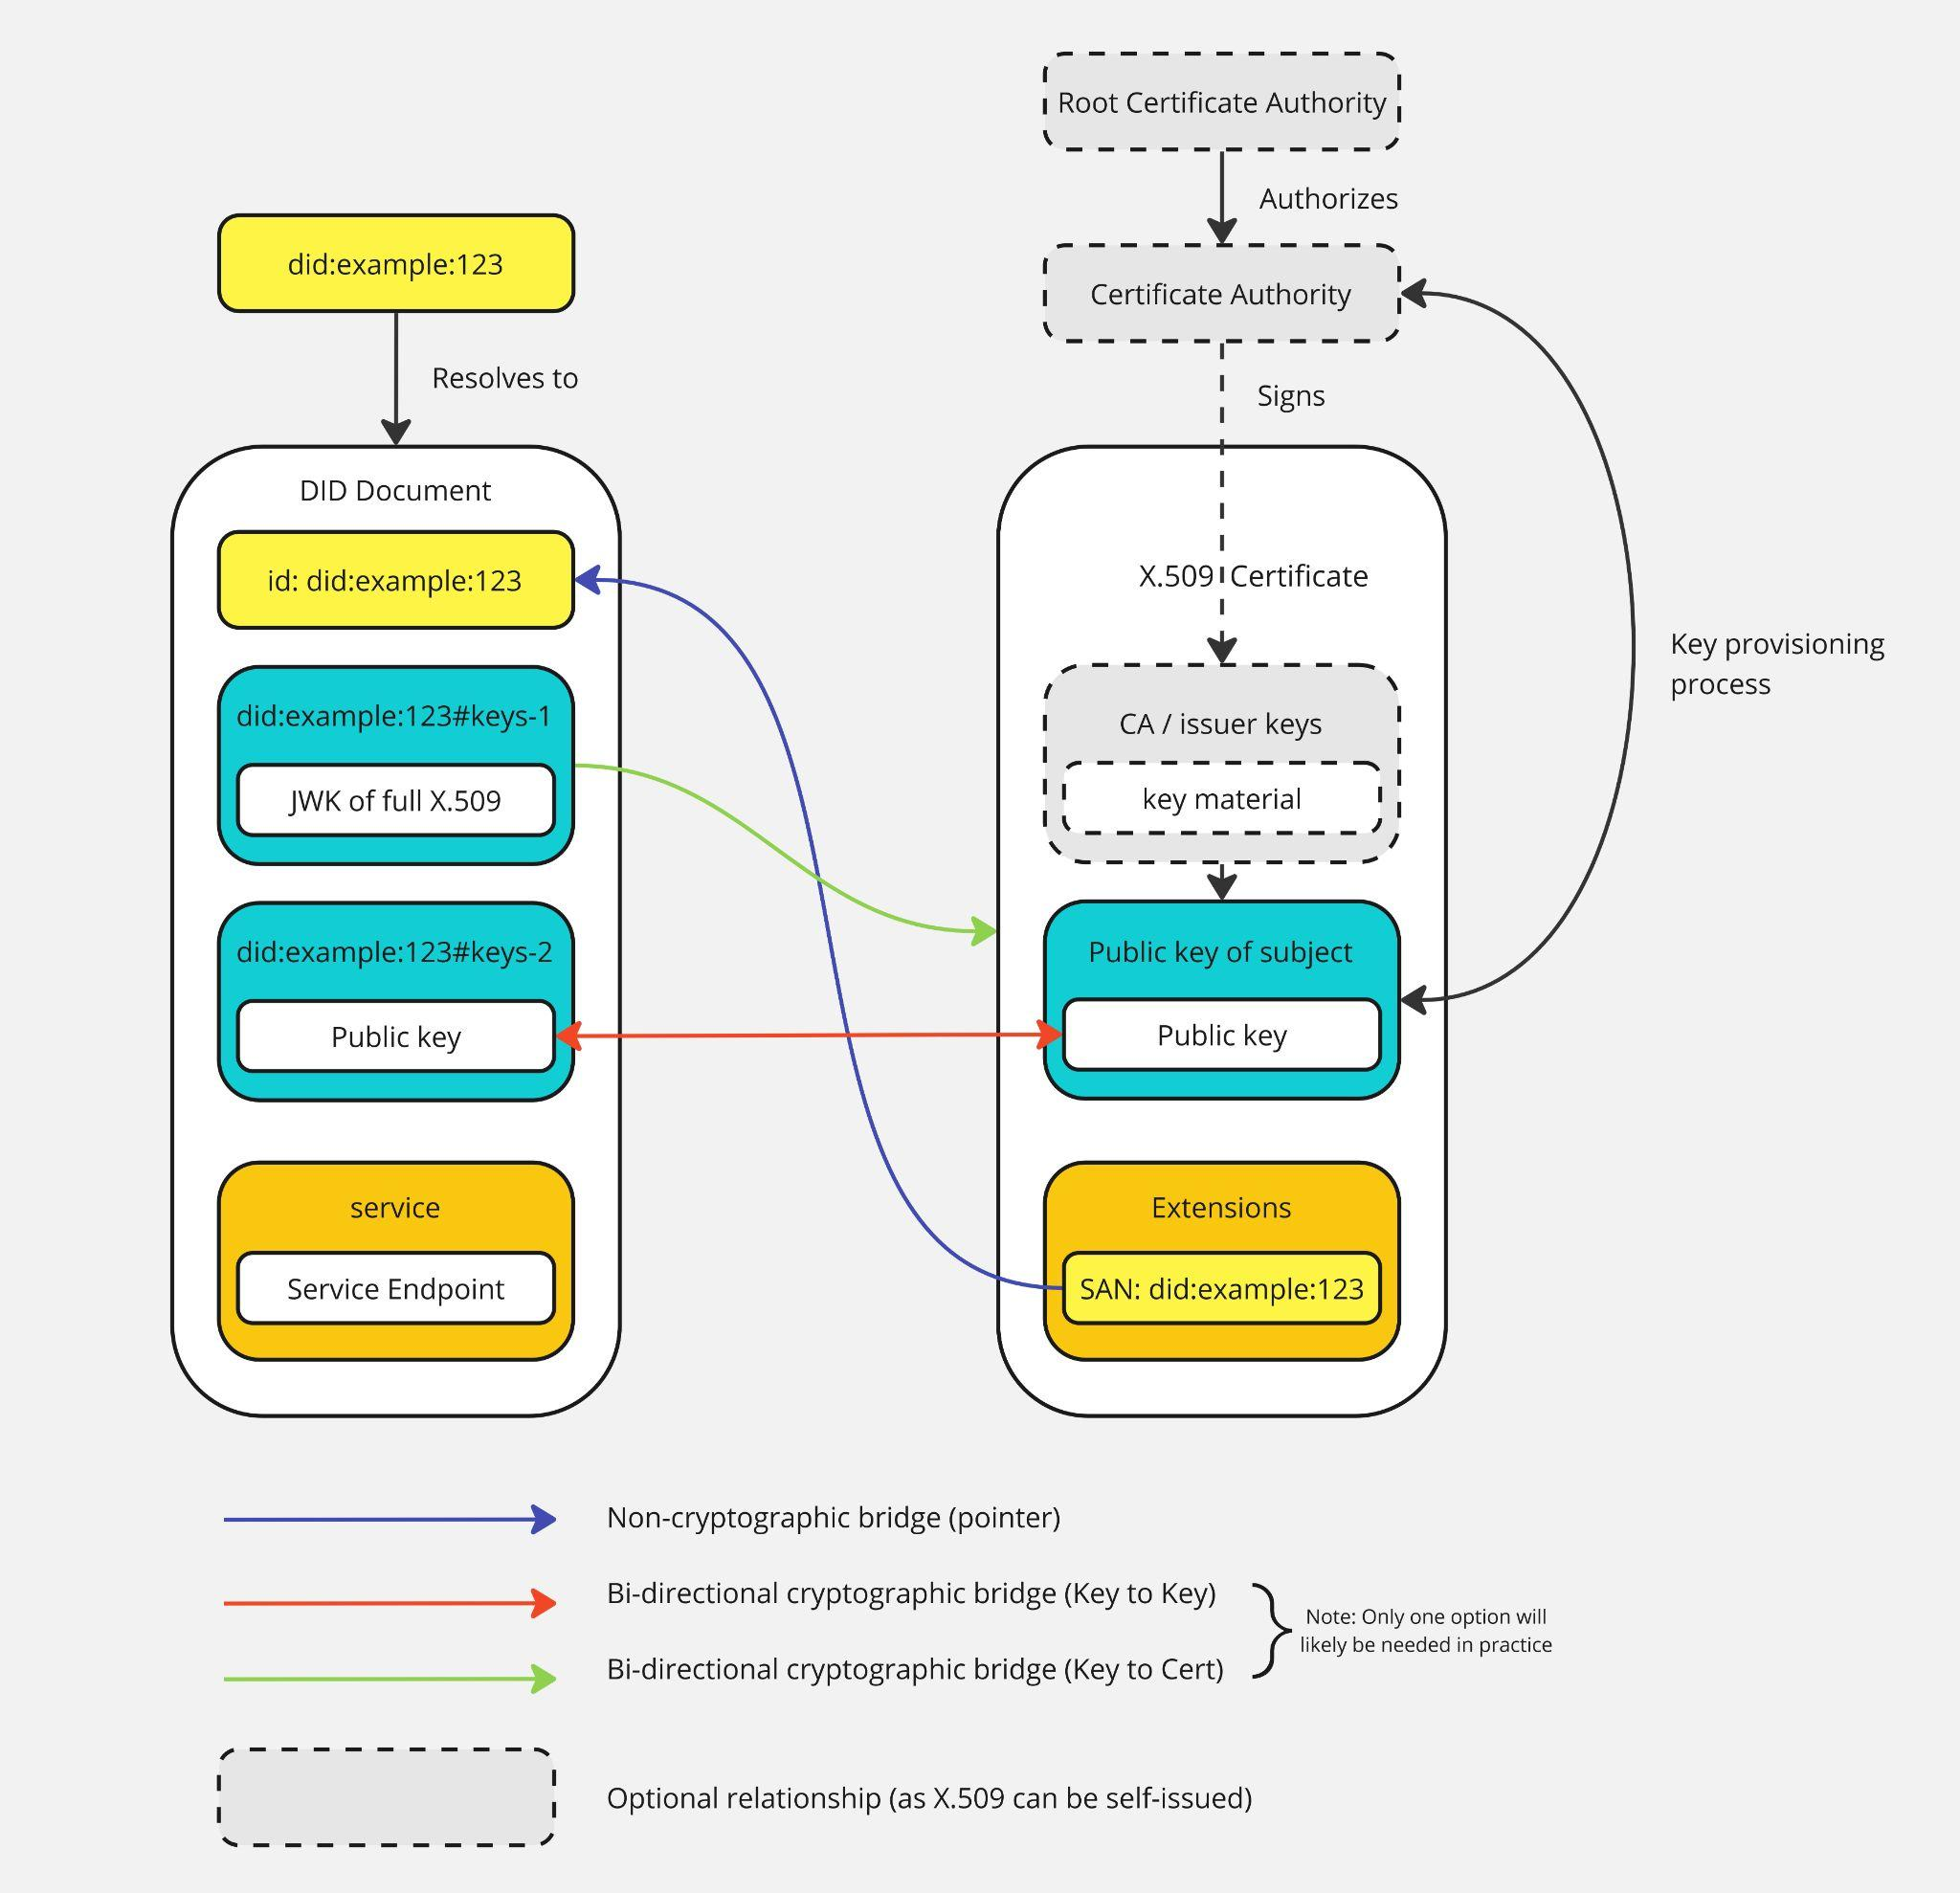 Root Certificate Authority
Authorizes
did:example:123
Certificate Authority
Resolves to
Signs
DID Document
id: did:example:123
did:example:123#keys-1
JWK of full X.509
did:example:123#keys-2
Public key
service
Service Endpoint
X.509 Certificate
CA / issuer keys
key material
Public key of subject
Public key
Extensions
SAN: did:example:123
Key provisioning
process
Non-cryptographic bridge (pointer)
Bi-directional cryptographic bridge (Key to Key)
Bi-directional cryptographic bridge (Key to Cert)
Note: Only one option will
likely be needed in practice
Optional relationship (as X.509 can be self-issued)